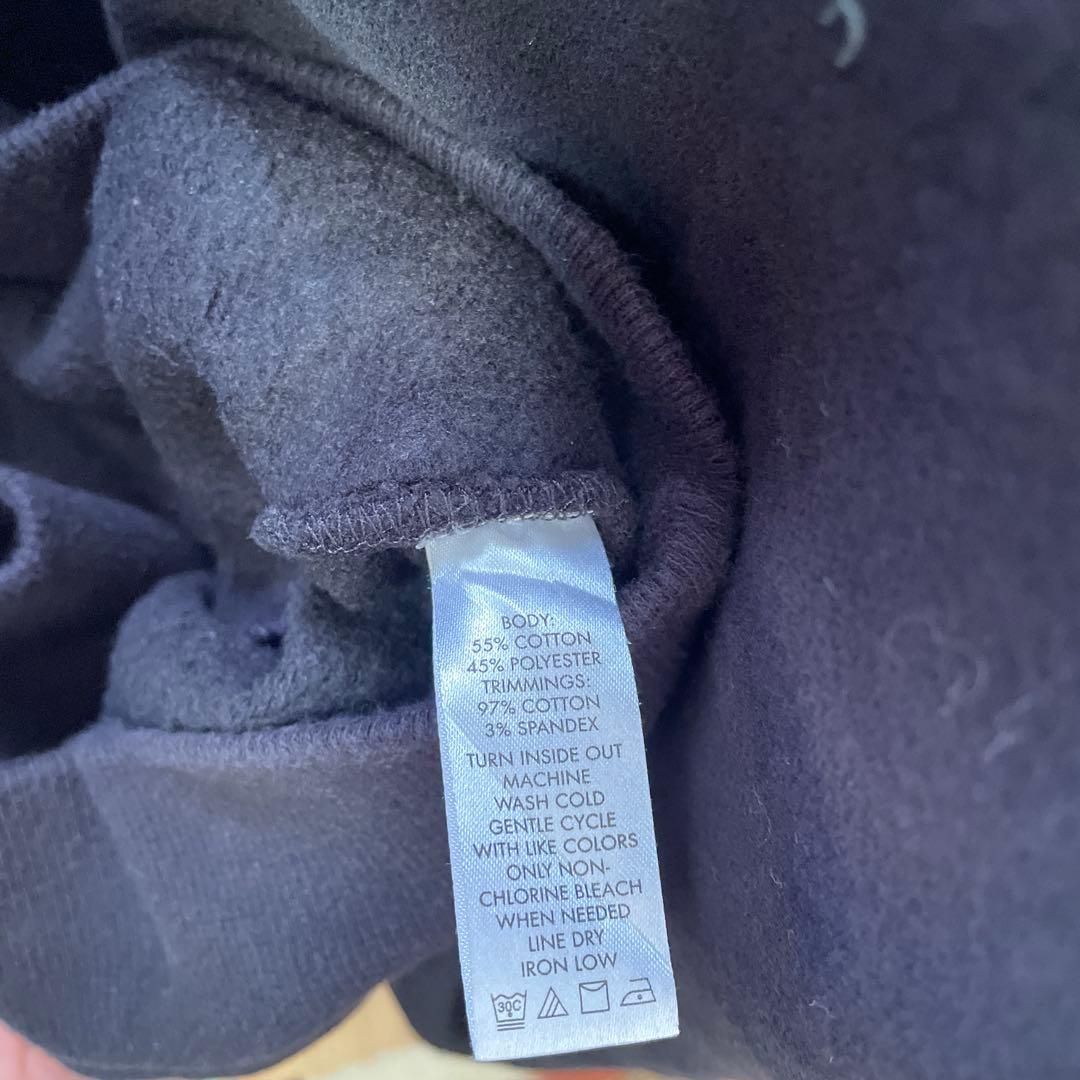 BODY:
55% COTTON
45% POLYESTER
TRIMMINGS:
97% COTTON
3% SPANDEX
TURN INSIDE OUT
MACHINE
WASH COLD
GENTLE CYCLE
WITH LIKE COLORS
ONLY NON-
CHLORINE BLEACH
WHEN NEEDED
LINE DRY
IRON LOW
30C